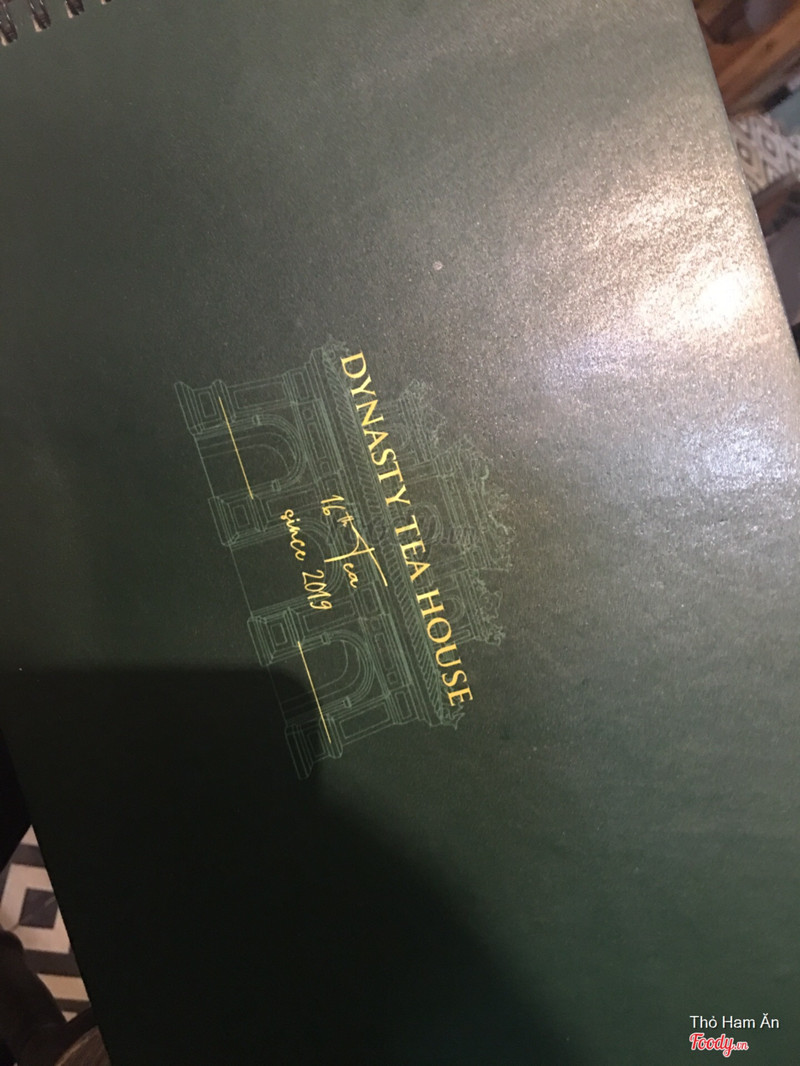 DYNASTY TEA HOUSE
16th Tea
since 2019
Thỏ Ham Ăn
Foody.vn